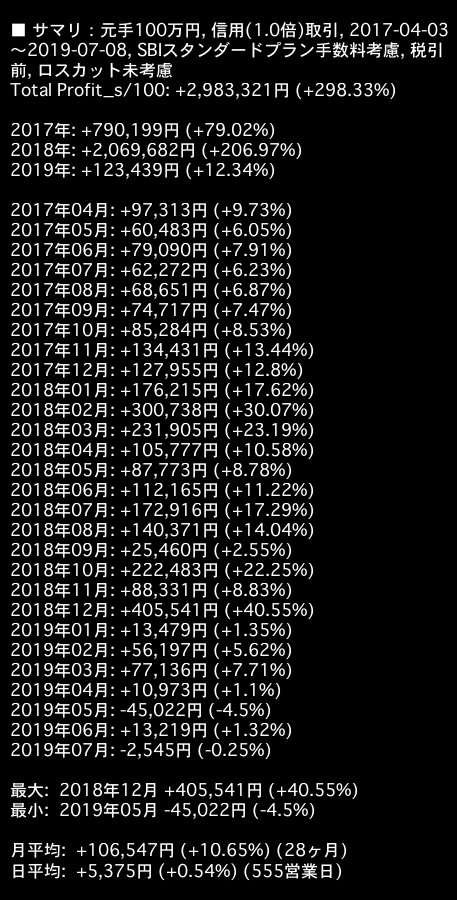 ■ サマリ：元手100万円, 信用(1.0倍)取引, 2017-04-03
〜2019-07-08, SBIスタンダードプラン手数料考慮, 税引
前, ロスカット未考慮
Total Profit_s/100: +2,983,321円 (+298.33%)
2017年: +790,199円 (+79.02%)
2018年: +2,069,682円 (+206.97%)
2019年: +123,439円 (+12.34%)
2017年04月: +97,313円 (+9.73%)
2017年05月: +60,483円 (+6.05%)
2017年06月: +79,090円 (+7.91%)
2017年07月: +62,272円 (+6.23%)
2017年08月: +68,651円 (+6.87%)
2017年09月: +74,717円 (+7.47%)
2017年10月: +85,284円 (+8.53%)
2017年11月: +134,431円 (+13.44%)
2017年12月: +127,955円 (+12.8%)
2018年01月: +176,215円 (+17.62%)
2018年02月: +300,738円 (+30.07%)
2018年03月: +231,905円 (+23.19%)
2018年04月: +105,777円 (+10.58%)
2018年05月: +87,773円 (+8.78%)
2018年06月: +112,165円 (+11.22%)
2018年07月: +172,916円 (+17.29%)
2018年08月: +140,371円 (+14.04%)
2018年09月: +25,460円 (+2.55%)
2018年10月: +222,483円 (+22.25%)
2018年11月: +88,331円 (+8.83%)
2018年12月: +405,541円 (+40.55%)
2019年01月: +13,479円 (+1.35%)
2019年02月: +56,197円 (+5.62%)
2019年03月: +77,136円 (+7.71%)
2019年04月: +10,973円 (+1.1%)
2019年05月: -45,022円 (-4.5%)
2019年06月: +13,219円 (+1.32%)
2019年07月: -2,545円 (-0.25%)
最大: 2018年12月 +405,541円 (+40.55%)
最小: 2019年05月 -45,022円 (-4.5%)
月平均: +106,547円 (+10.65%) (28ヶ月)
日平均: +5,375円 (+0.54%) (555営業日)